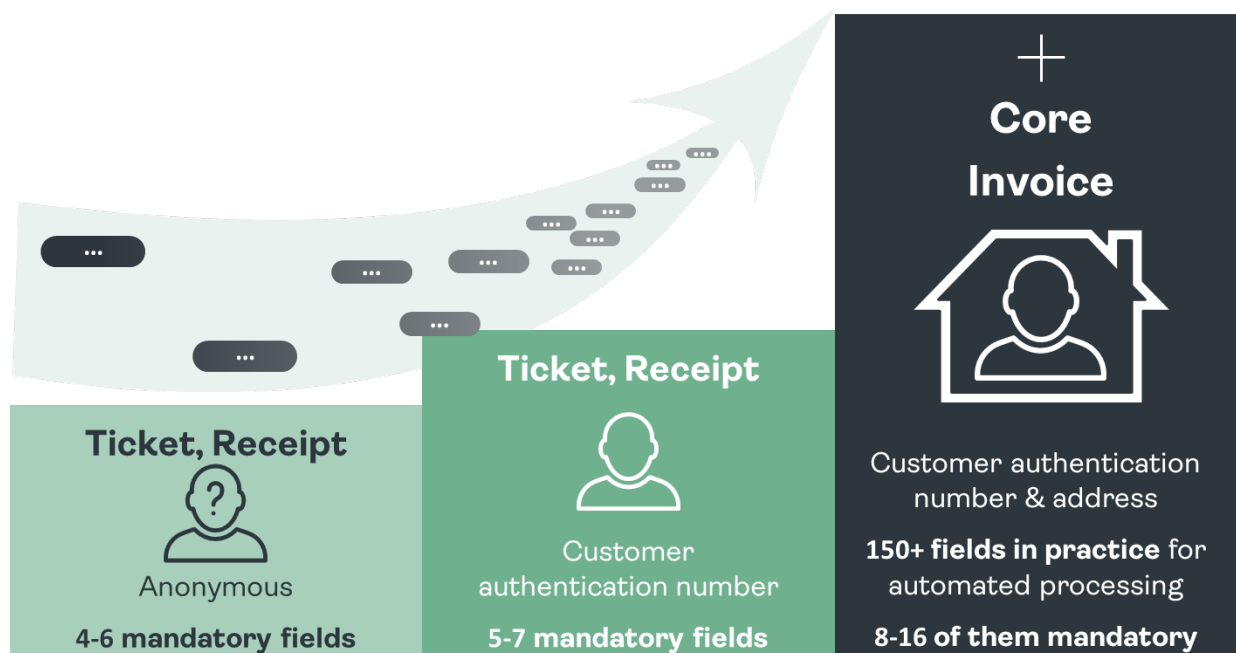 Ticket, Receipt
?
Anonymous
4-6 mandatory fields
Ticket, Receipt
Customer
authentication number
5-7 mandatory fields
+
Core
Invoice
Customer authentication
number & address
150+ fields in practice for
automated processing
8-16 of them mandatory